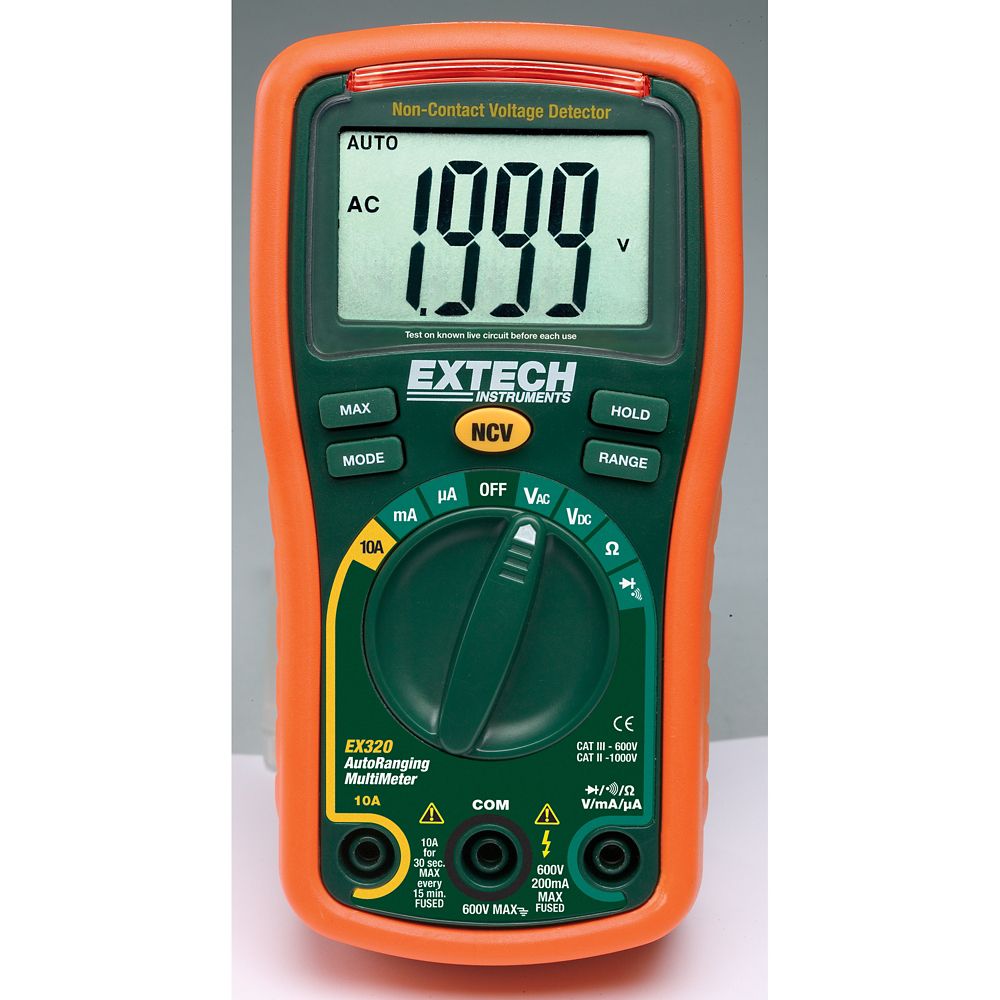 Non-Contact Voltage Detector
AUTO
AC
1.999
V
Test on known live circuit before each use
EXTECH
INSTRUMENTS
MAX
HOLD
NCV
MODE
RANGE
10A
mA
µA
OFF
VAC
VDC
Ω
CE
EX320
AutoRanging
MultiMeter
CAT III - 600V
CAT II -1000V
10A
COM
/Ω
V/mA/µA
10A
for
30 sec.
MAX
every
15 min.
FUSED
600V MAX
600V
200mA
MAX
FUSED